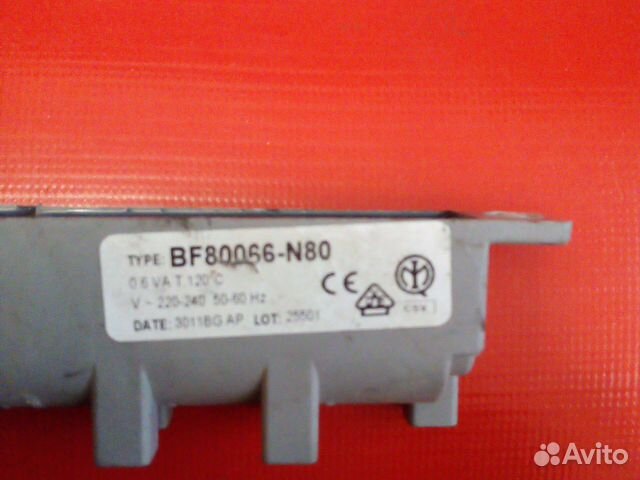 TYPE: BF80066-N80
0.6 VA T.120°C
V ~ 220-240 50-60 Hz
DATE: 3011BG AP LOT: 25501
CE
Avito